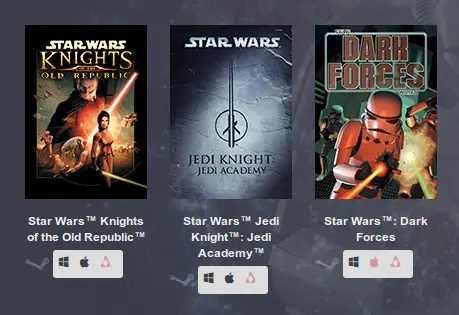 STAR WARS
KNIGHTS
OF THE
OLD REPUBLIC
Star Wars™ Knights
of the Old Republic™
STAR WARS
JEDI KNIGHT:
JEDI ACADEMY
Star Wars™ Jedi
Knight™: Jedi
Academy™
STAR
WARS
DARK
FORCES
Star Wars™: Dark
Forces